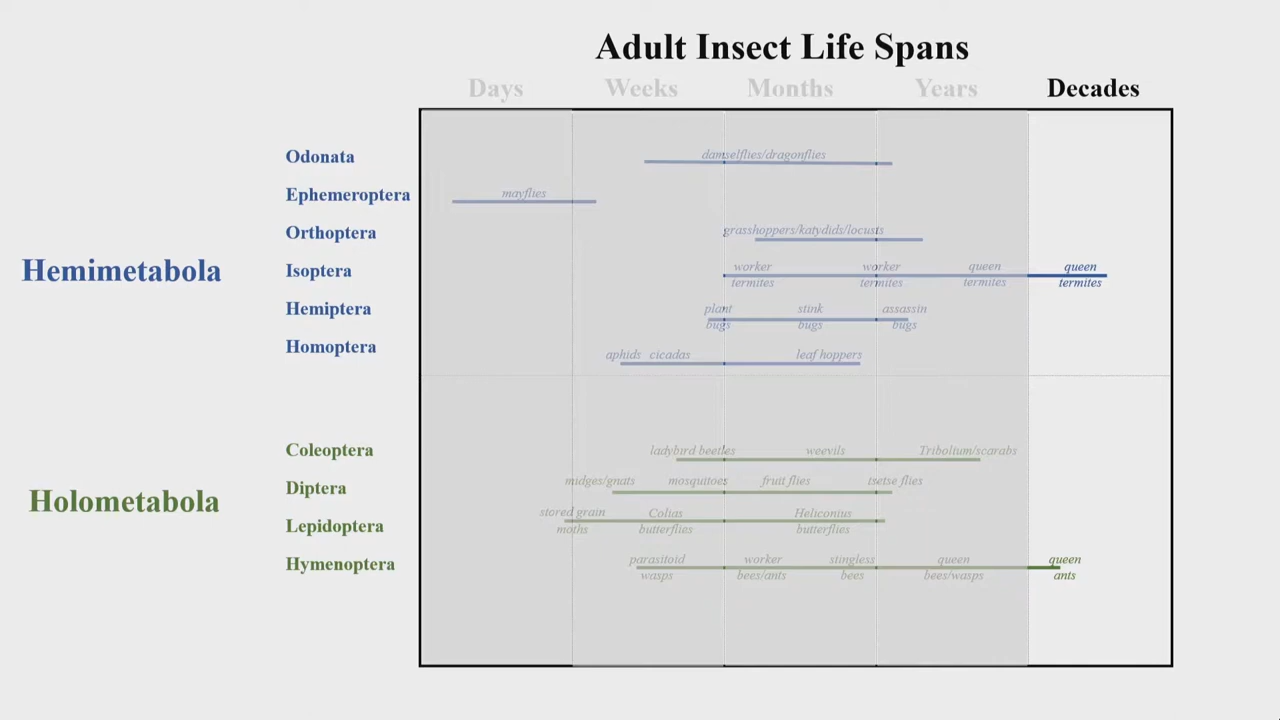 Adult Insect Life Spans
Days Weeks Months Years Decades
Hemimetabola
Odonata
damselflies/dragonflies
Ephemeroptera
mayflies
Orthoptera
grasshoppers/katydids/locusts
Isoptera
worker worker queen queen
termites termites termites termites
Hemiptera
plant stink assassin
bugs bugs bugs
Homoptera
aphids cicadas leaf hoppers
Holometabola
Coleoptera
ladybird beetles weevils Triboltum/scarabs
Diptera
midges/gnats mosquitoes fruit flies tsetse flies
Lepidoptera
stored grain Colias Heliconius
moths butterflies butterflies
Hymenoptera
parasitoid worker stingless queen queen
wasps bees/ants bees bees/wasps ants